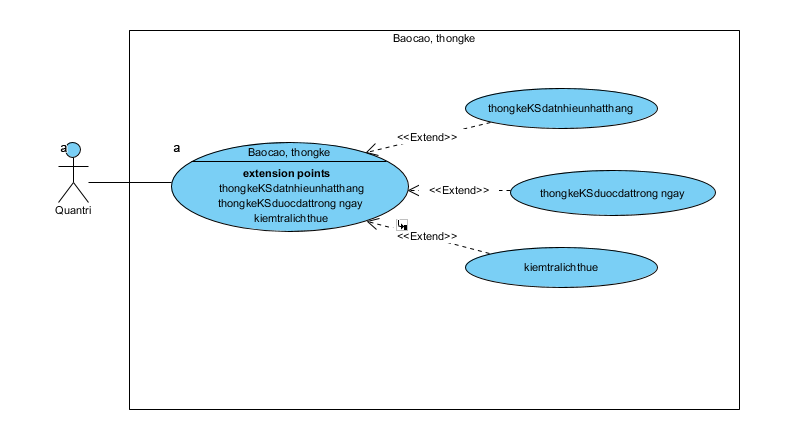 Baocao, thongke
a
Quantri
a
Baocao, thongke
extension points
thongkeKSdatnhieunhatthang
thongkeKSduocdattrong ngay
kiemtralichthue
<<Extend>>
thongkeKSdatnhieunhatthang
<<Extend>>
thongkeKSduocdattrong ngay
<<Extend>>
kiemtralichthue